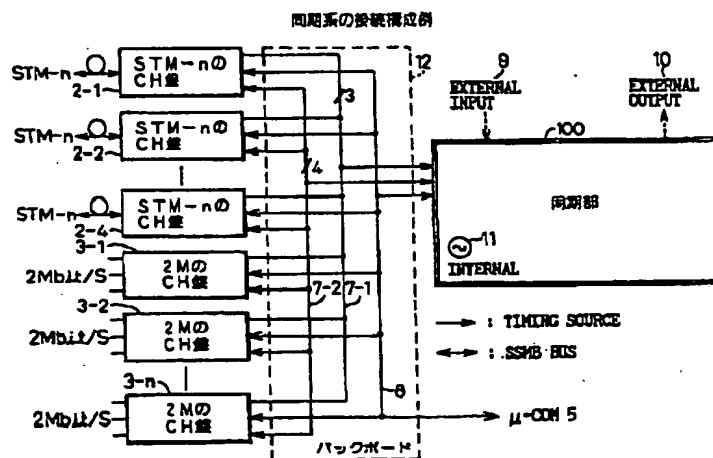 同期系の接続構成例
STM-n
2-1
STM-nの
CH盤
STM-n
2-2
STM-nの
CH盤
STM-n
2-4
STM-nの
CH盤
3-1
2Mbit/S
2Mの
CH盤
3-2
2Mbit/S
2Mの
CH盤
3-n
2Mbit/S
2Mの
CH盤
3
4
7-2
7-1
8
12
バックボード
9
EXTERNAL
INPUT
10
EXTERNAL
OUTPUT
100
同期部
11
INTERNAL
: TIMING SOURCE
: SSMB BUS
μ-COM 5